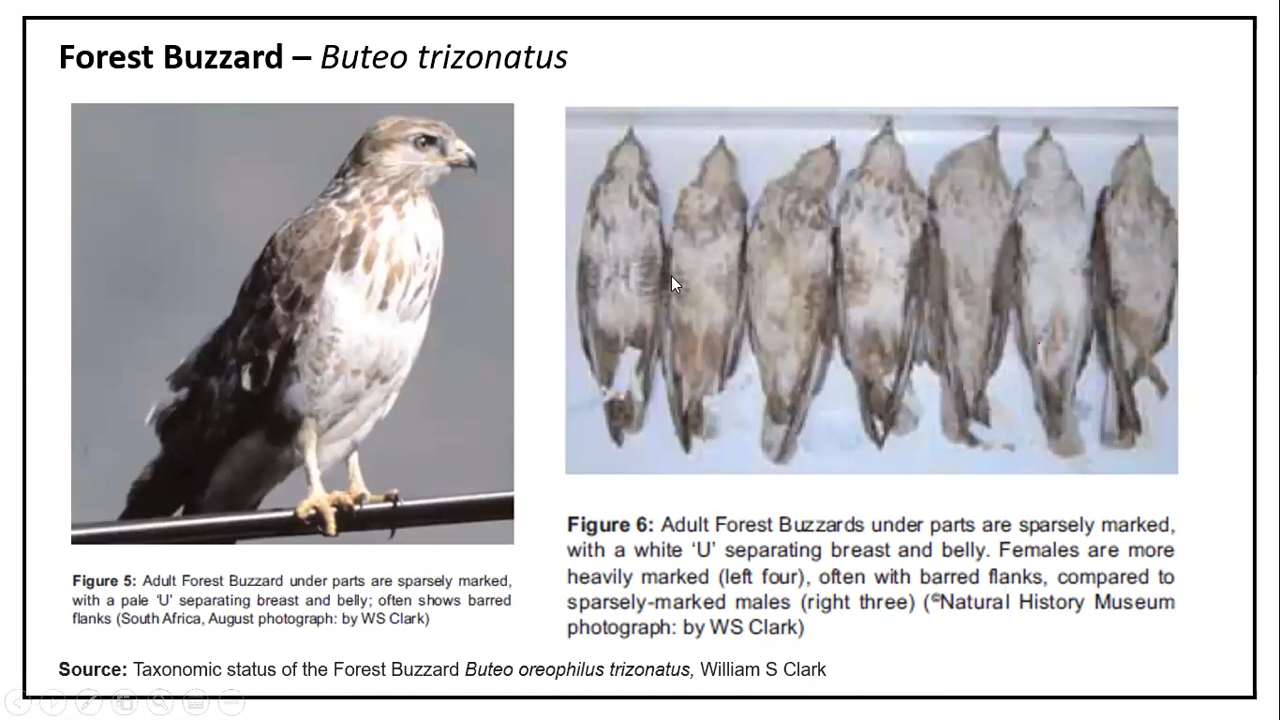 Forest Buzzard – Buteo trizonatus
Figure 5: Adult Forest Buzzard under parts are sparsely marked,
with a pale ‘U’ separating breast and belly; often shows barred
flanks (South Africa, August photograph: by WS Clark)
Figure 6: Adult Forest Buzzards under parts are sparsely marked,
with a white ‘U’ separating breast and belly. Females are more
heavily marked (left four), often with barred flanks, compared to
sparsely-marked males (right three) (©Natural History Museum
photograph: by WS Clark)
Source: Taxonomic status of the Forest Buzzard Buteo oreophilus trizonatus, William S Clark